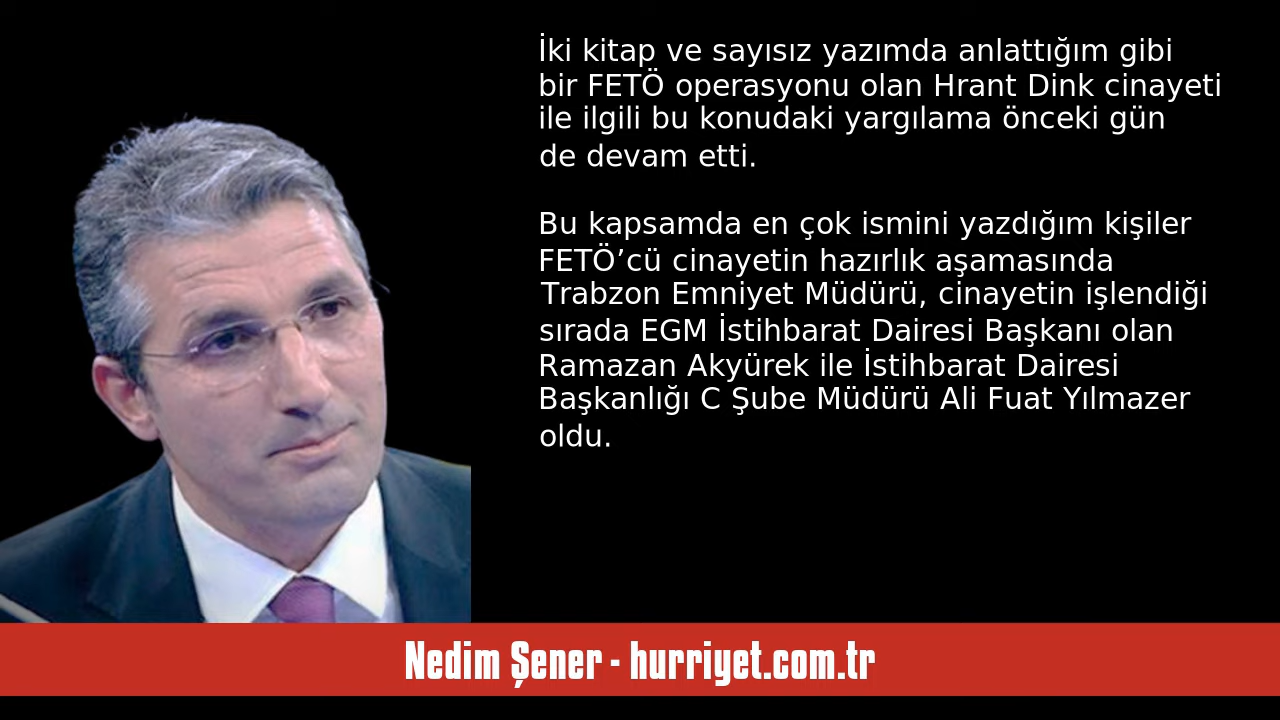 İki kitap ve sayısız yazımda anlattığım gibi
bir FETÖ operasyonu olan Hrant Dink cinayeti
ile ilgili bu konudaki yargılama önceki gün
de devam etti.
Bu kapsamda en çok ismini yazdığım kişiler
FETÖ’cü cinayetin hazırlık aşamasında
Trabzon Emniyet Müdürü, cinayetin işlendiği
sırada EGM İstihbarat Dairesi Başkanı olan
Ramazan Akyürek ile İstihbarat Dairesi
Başkanlığı C Şube Müdürü Ali Fuat Yılmazer
oldu.
Nedim Şener - hurriyet.com.tr